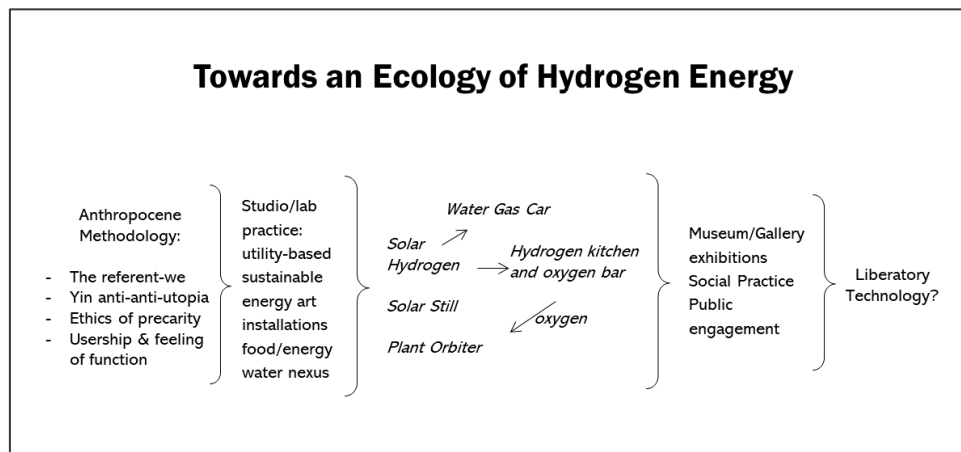 Towards an Ecology of Hydrogen Energy
Anthropocene
Methodology:
- The referent-we
- Yin anti-anti-utopia
- Ethics of precarity
- Usership & feeling
of function
Studio/lab
practice:
utility-based
sustainable
energy art
installations
food/energy
water nexus
Water Gas Car
Solar
Hydrogen
Hydrogen kitchen
and oxygen bar
Solar Still
oxygen
Plant Orbiter
Museum/Gallery
exhibitions
Social Practice
Public
engagement
Liberatory
Technology?